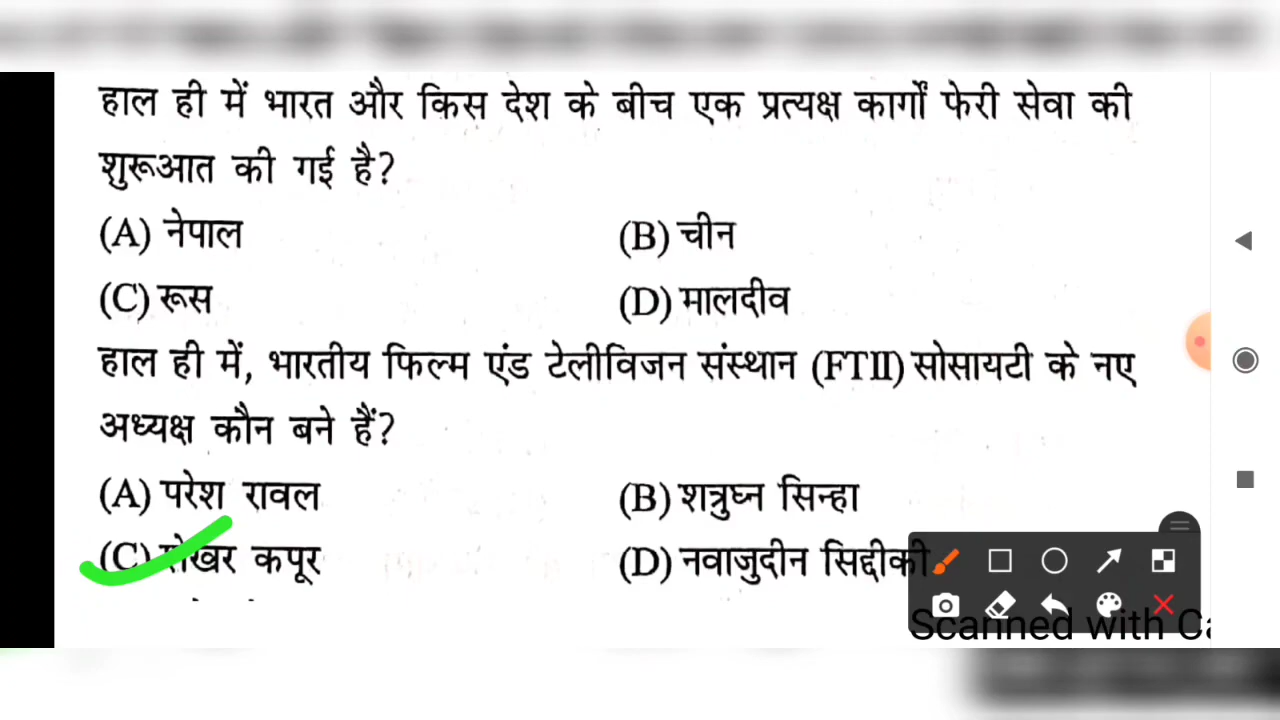 हाल ही में भारत और किस देश के बीच एक प्रत्यक्ष कार्गों फेरी सेवा की
शुरूआत की गई है?
(A) नेपाल (B) चीन
(C) रूस (D) मालदीव
हाल ही में, भारतीय फिल्म एंड टेलीविजन संस्थान (FTII) सोसायटी के नए
अध्यक्ष कौन बने हैं?
(A) परेश रावल (B) शत्रुघ्न सिन्हा
(C) शेखर कपूर (D) नवाजुदीन सिद्दीकी
Scanned with